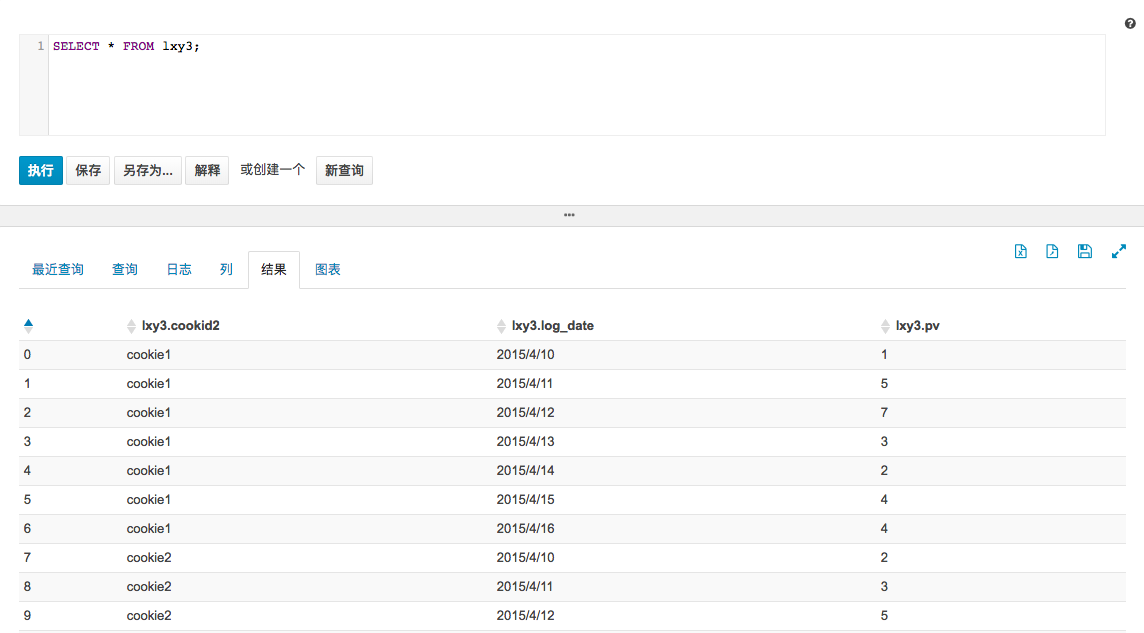 1 SELECT * FROM lxy3;
执行 保存 另存为... 解释 或创建一个 新查询
最近查询 查询 日志 列 结果 图表
lxy3.cookid2 lxy3.log_date lxy3.pv
0 cookie1 2015/4/10 1
1 cookie1 2015/4/11 5
2 cookie1 2015/4/12 7
3 cookie1 2015/4/13 3
4 cookie1 2015/4/14 2
5 cookie1 2015/4/15 4
6 cookie1 2015/4/16 4
7 cookie2 2015/4/10 2
8 cookie2 2015/4/11 3
9 cookie2 2015/4/12 5